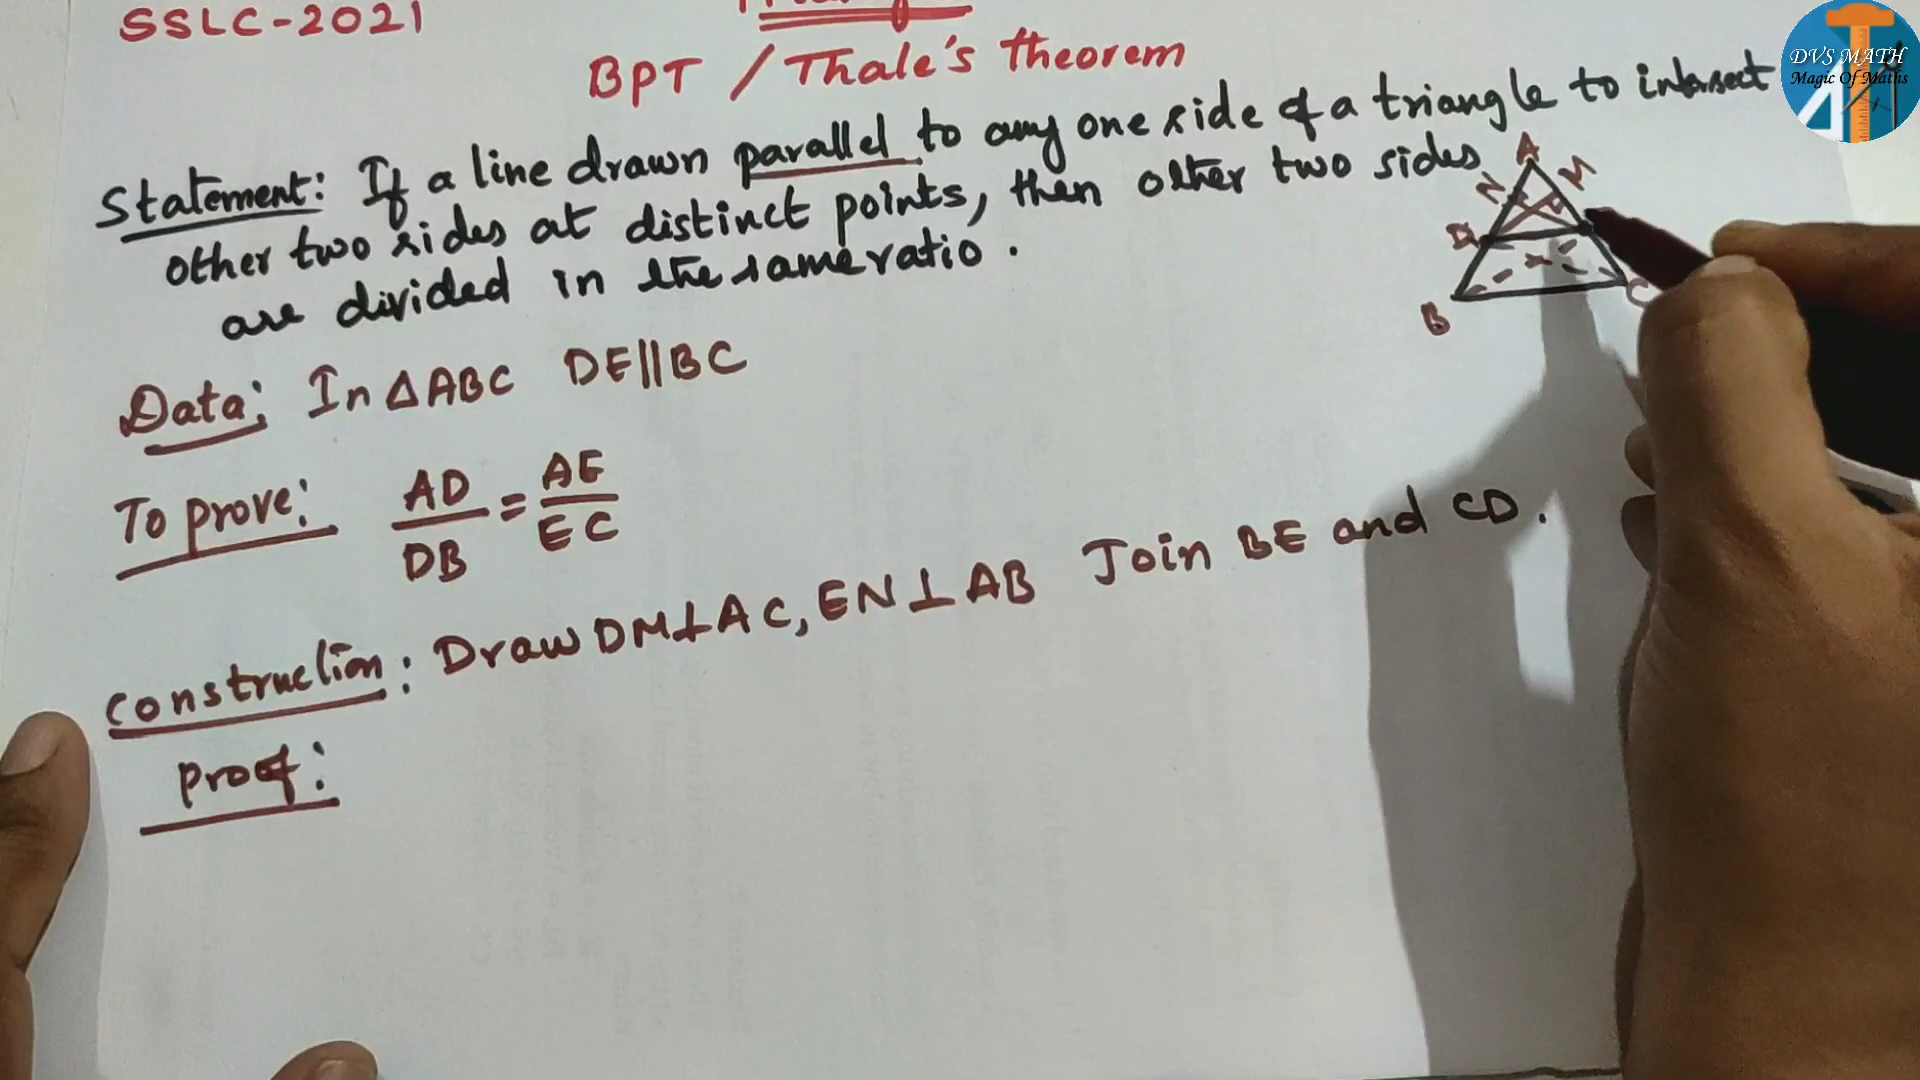 SSLC-2021
BPT / Thale's theorem
Statement: If a line drawn parallel to any one side of a triangle to intersect
other two sides at distinct points, then other two sides
are divided in the same ratio.
Data: In △ABC DE||BC
To prove: AD/DB = AE/EC
Construction: Draw DM⊥AC, EN⊥AB Join BE and CD.
Proof:
A
N M
D
B C
DVS MATH
Magic Of Maths